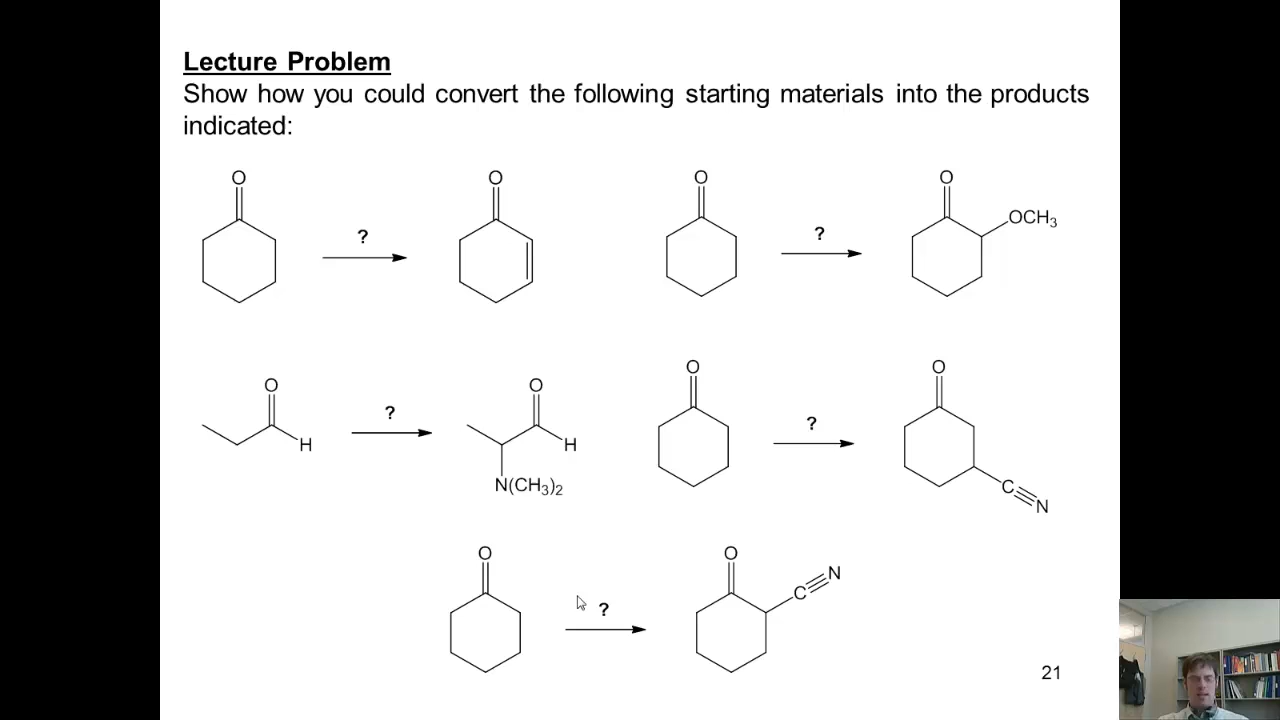 Lecture Problem
Show how you could convert the following starting materials into the products
indicated:
O
?
O
O
?
O
OCH3
O
H
?
O
H
N(CH3)2
O
?
O
C
N
O
?
O
C
N
21